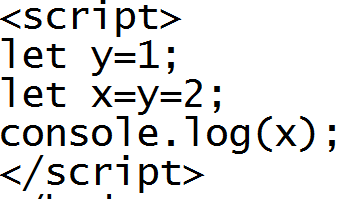 <script>
let y=1;
let x=y=2;
console.log(x);
</script>